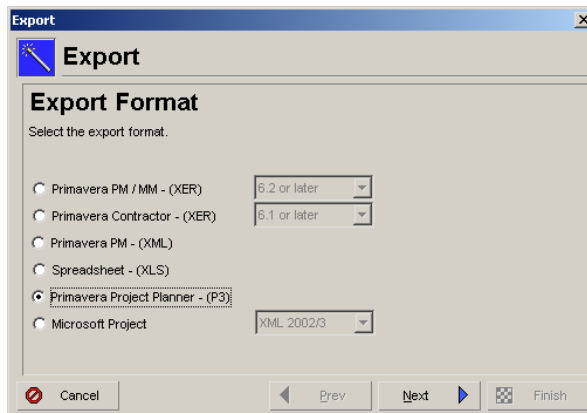 Export
Export
Export Format
Select the export format.
Primavera PM / MM - (XER) 6.2 or later
Primavera Contractor - (XER) 6.1 or later
Primavera PM - (XML)
Spreadsheet - (XLS)
Primavera Project Planner - (P3)
Microsoft Project XML 2002/3
Cancel Prev Next Finish